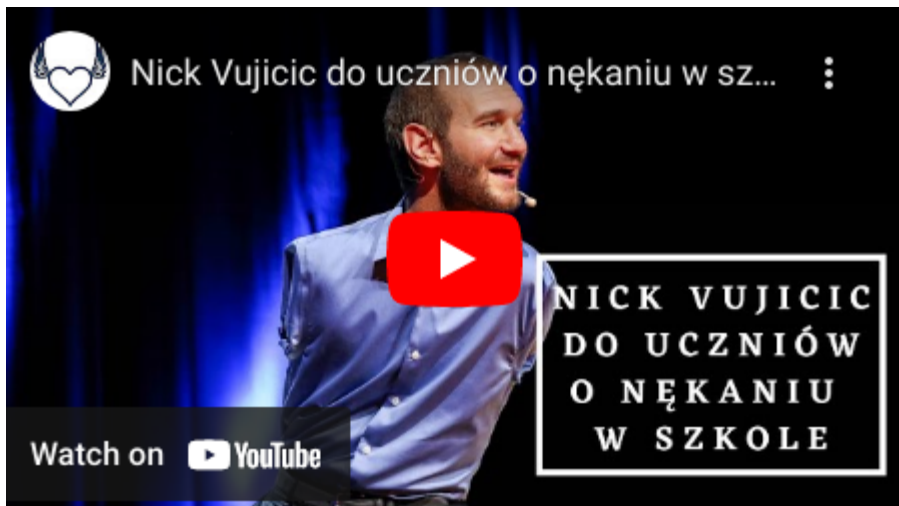 Nick Vujicic do uczniów o nękaniu w sz...
NICK VUJICIC
DO UCZNIÓW
O NĘKANIU
W SZKOLE
Watch on YouTube